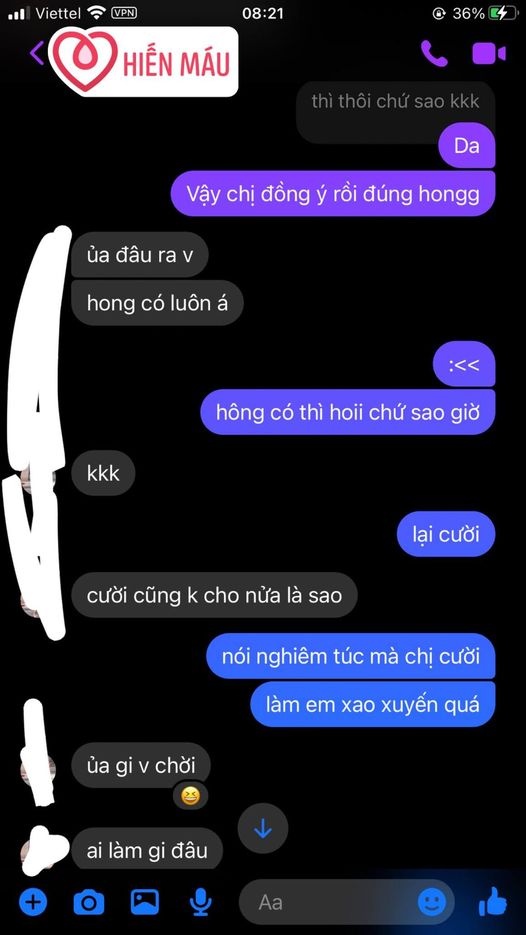 Viettel VPN 08:21 36%
HIẾN MÁU
thì thôi chứ sao kkk
Da
Vậy chị đồng ý rồi đúng hongg
ủa đâu ra v
hong có luôn á
:<<
hông có thì hoii chứ sao giờ
kkk
lại cười
cười cũng k cho nửa là sao
nói nghiêm túc mà chị cười
làm em xao xuyến quá
ủa gi v chời
ai làm gi đâu
Aa